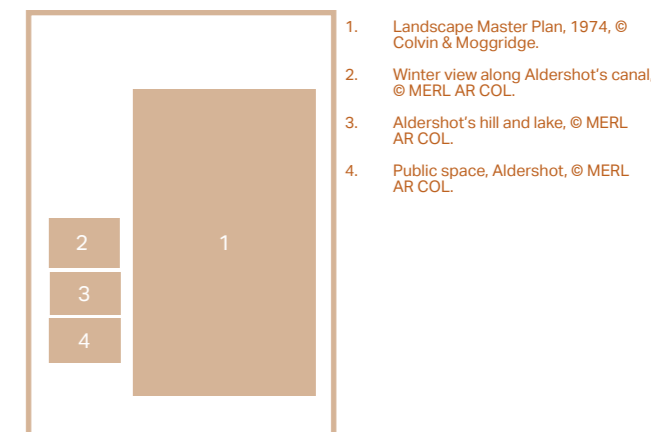 1. Landscape Master Plan, 1974, ©
Colvin & Moggridge.
2. Winter view along Aldershot's canal
© MERL AR COL.
3. Aldershot's hill and lake, © MERL
AR COL.
4. Public space, Aldershot, © MERL
AR COL.
1
2
3
4